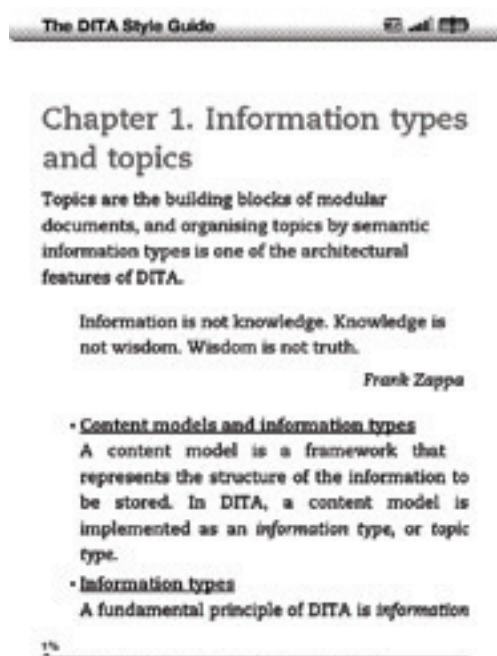 The DITA Style Guide
Chapter 1. Information types
and topics
Topics are the building blocks of modular
documents, and organising topics by semantic
information types is one of the architectural
features of DITA.
Information is not knowledge. Knowledge is
not wisdom. Wisdom is not truth.
Frank Zappa
• Content models and information types
A content model is a framework that
represents the structure of the information to
be stored. In DITA, a content model is
implemented as an information type, or topic
type.
• Information types
A fundamental principle of DITA is information
1%